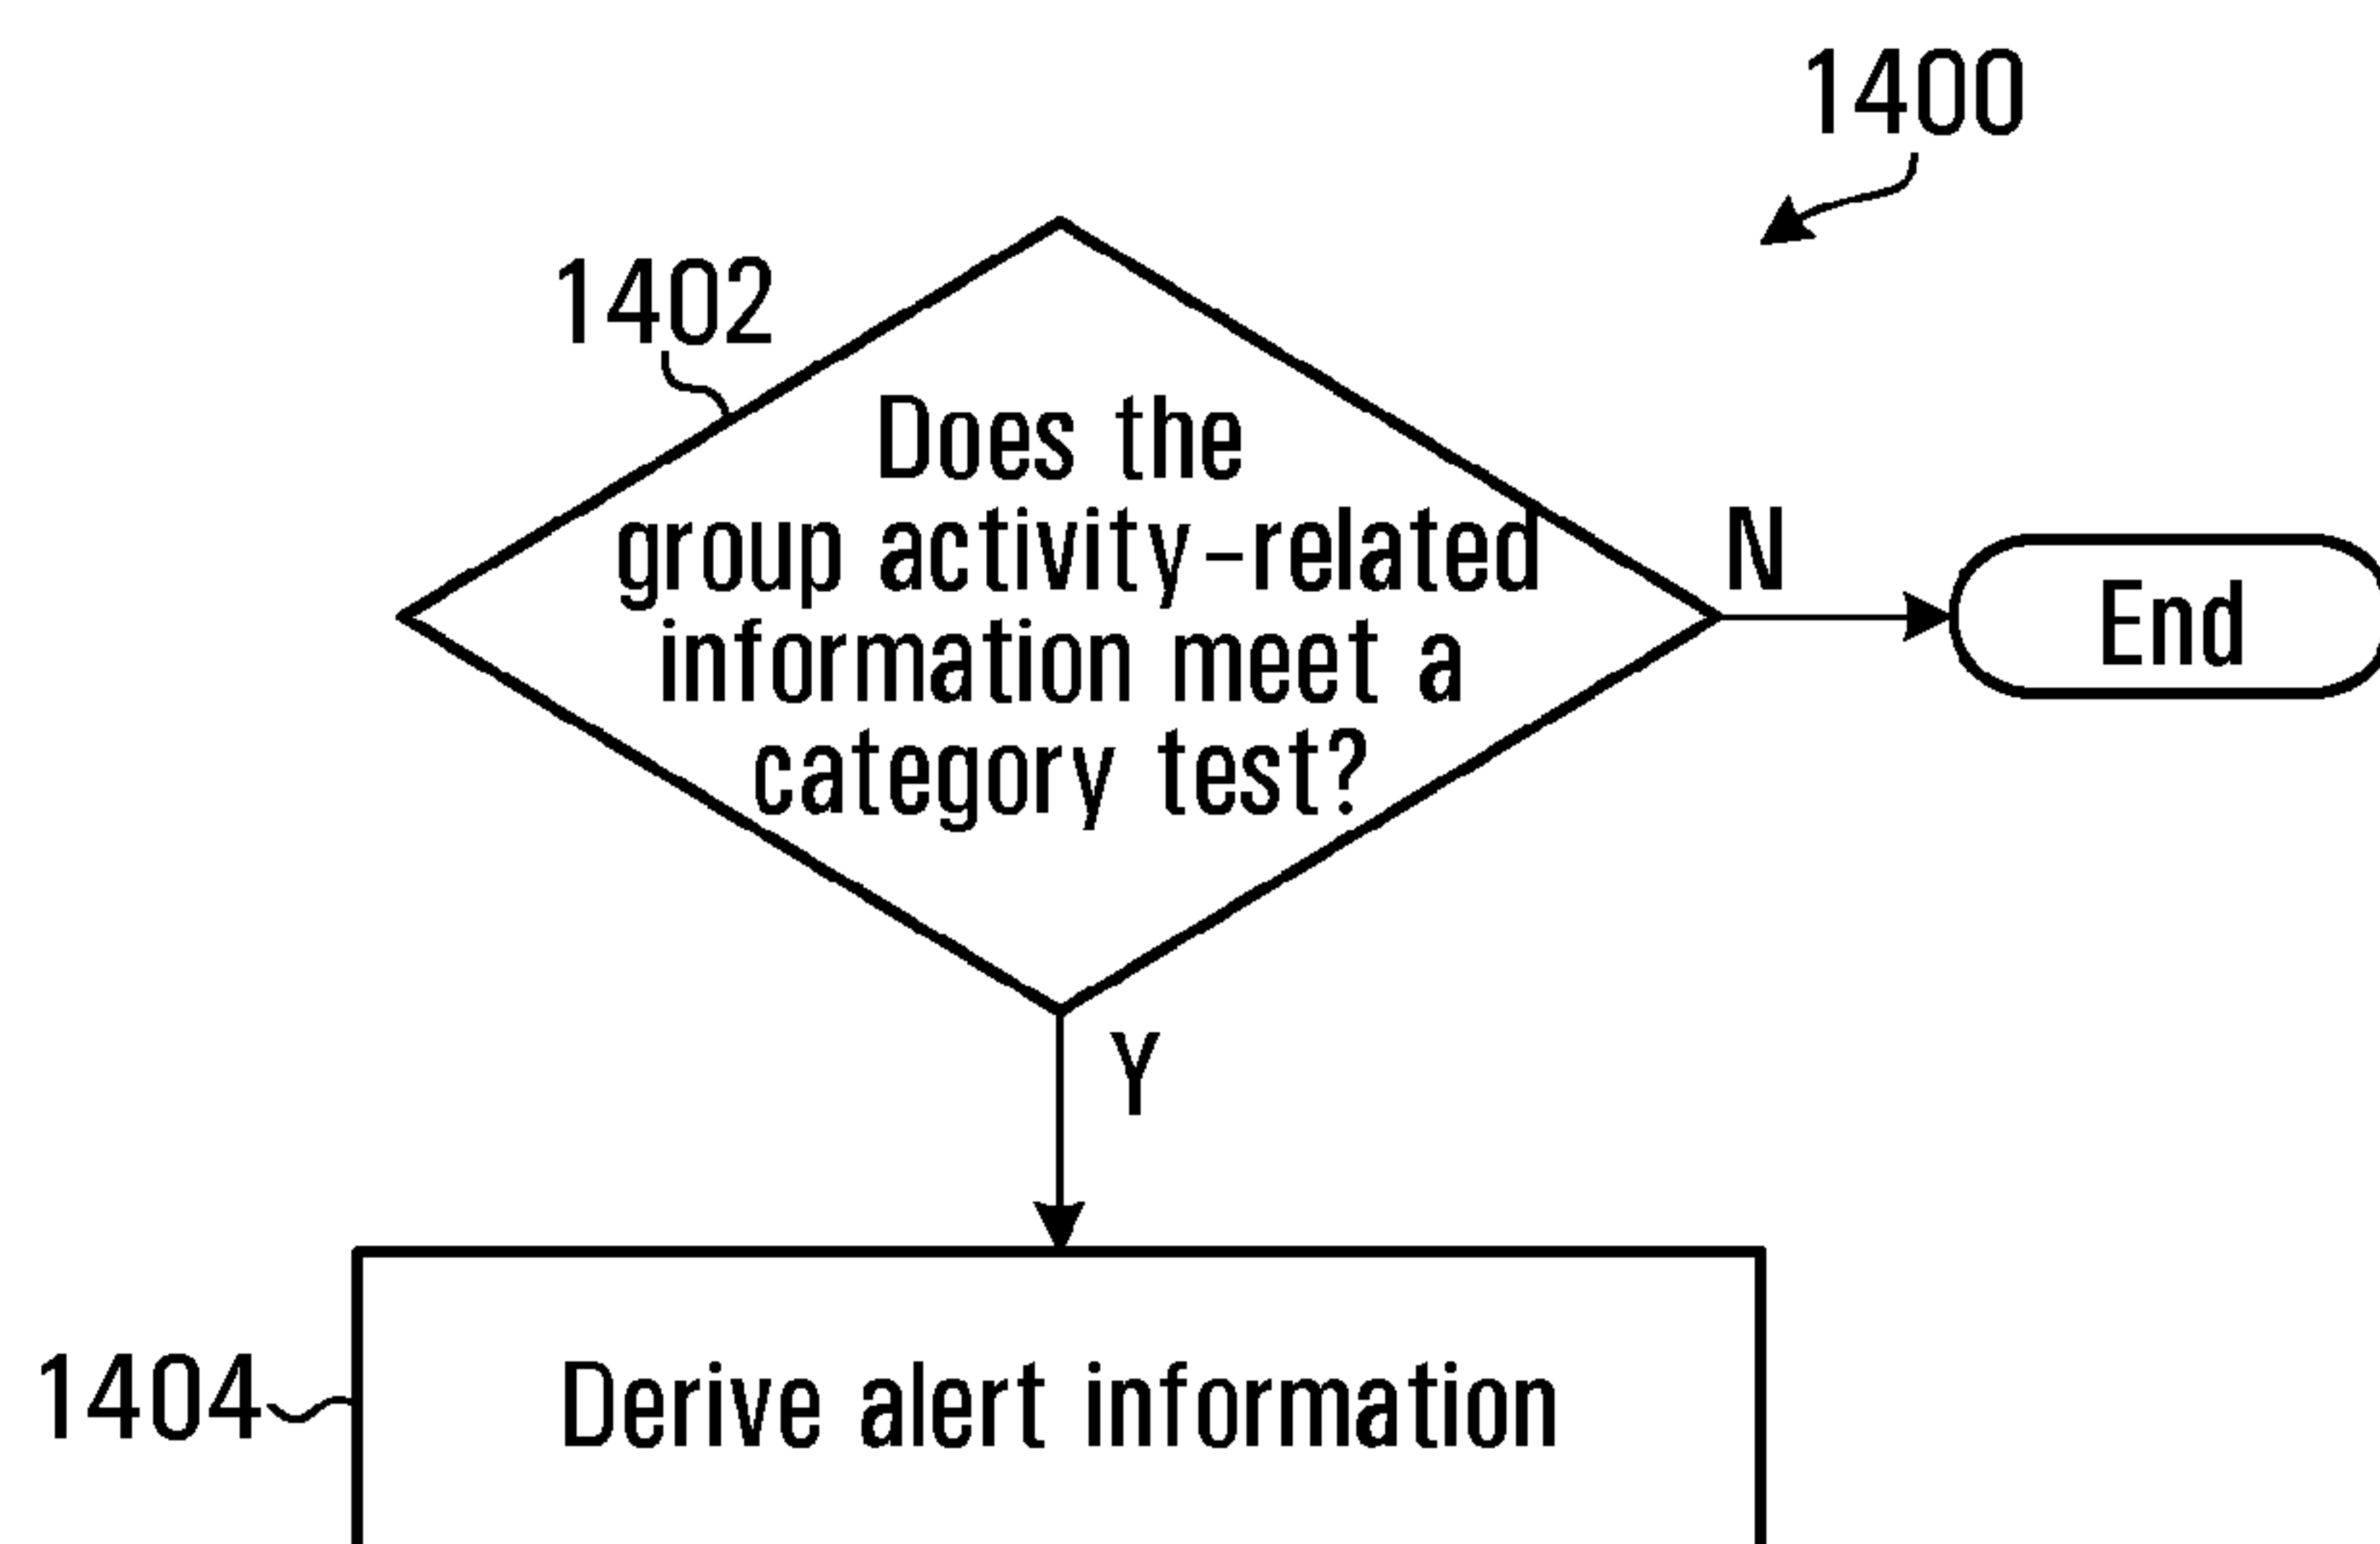 1400
1402
Does the
group activity-related
information meet a
category test?
N
End
Y
1404
Derive alert information